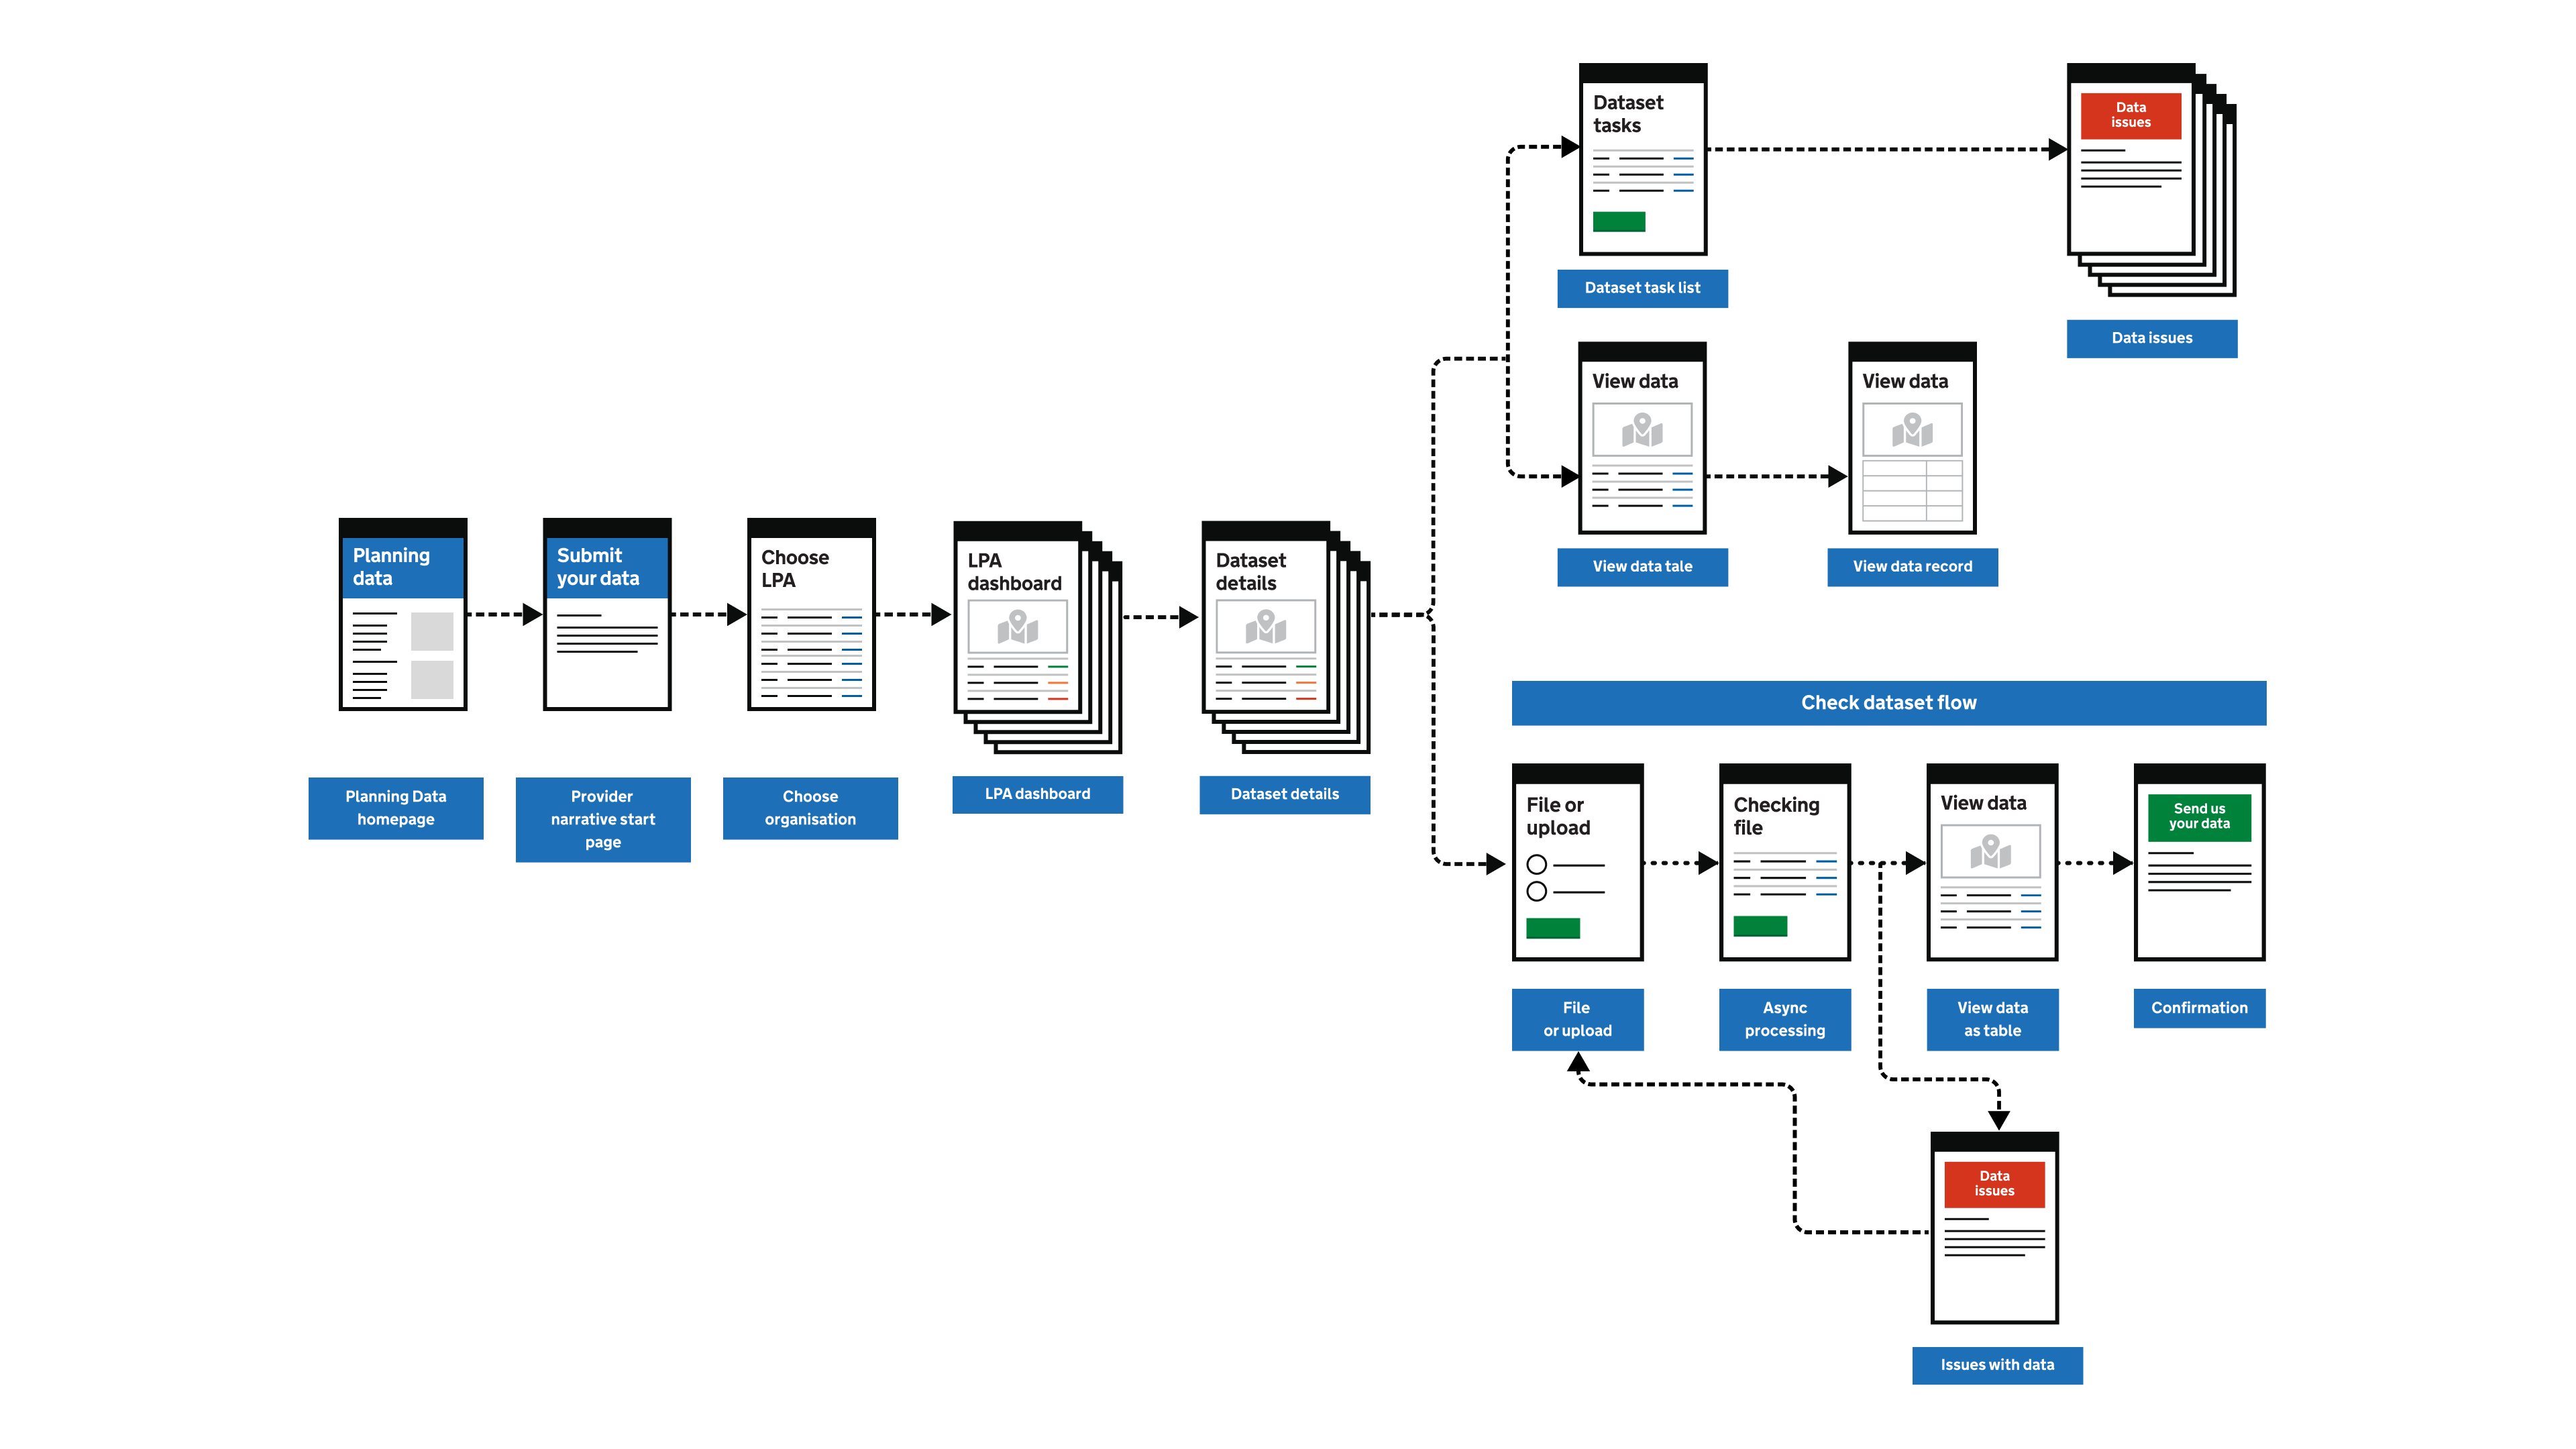 Dataset
tasks
Data
issues
Dataset task list
Data issues
View data
View data
View data tale
View data record
Planning
data
Submit
your data
Choose
LPA
LPA
dashboard
Dataset
details
Planning Data
homepage
Provider
narrative start
page
Choose
organisation
LPA dashboard
Dataset details
Check dataset flow
File or
upload
Checking
file
View data
Send us
your data
File
or upload
Async
processing
View data
as table
Confirmation
Data
issues
Issues with data